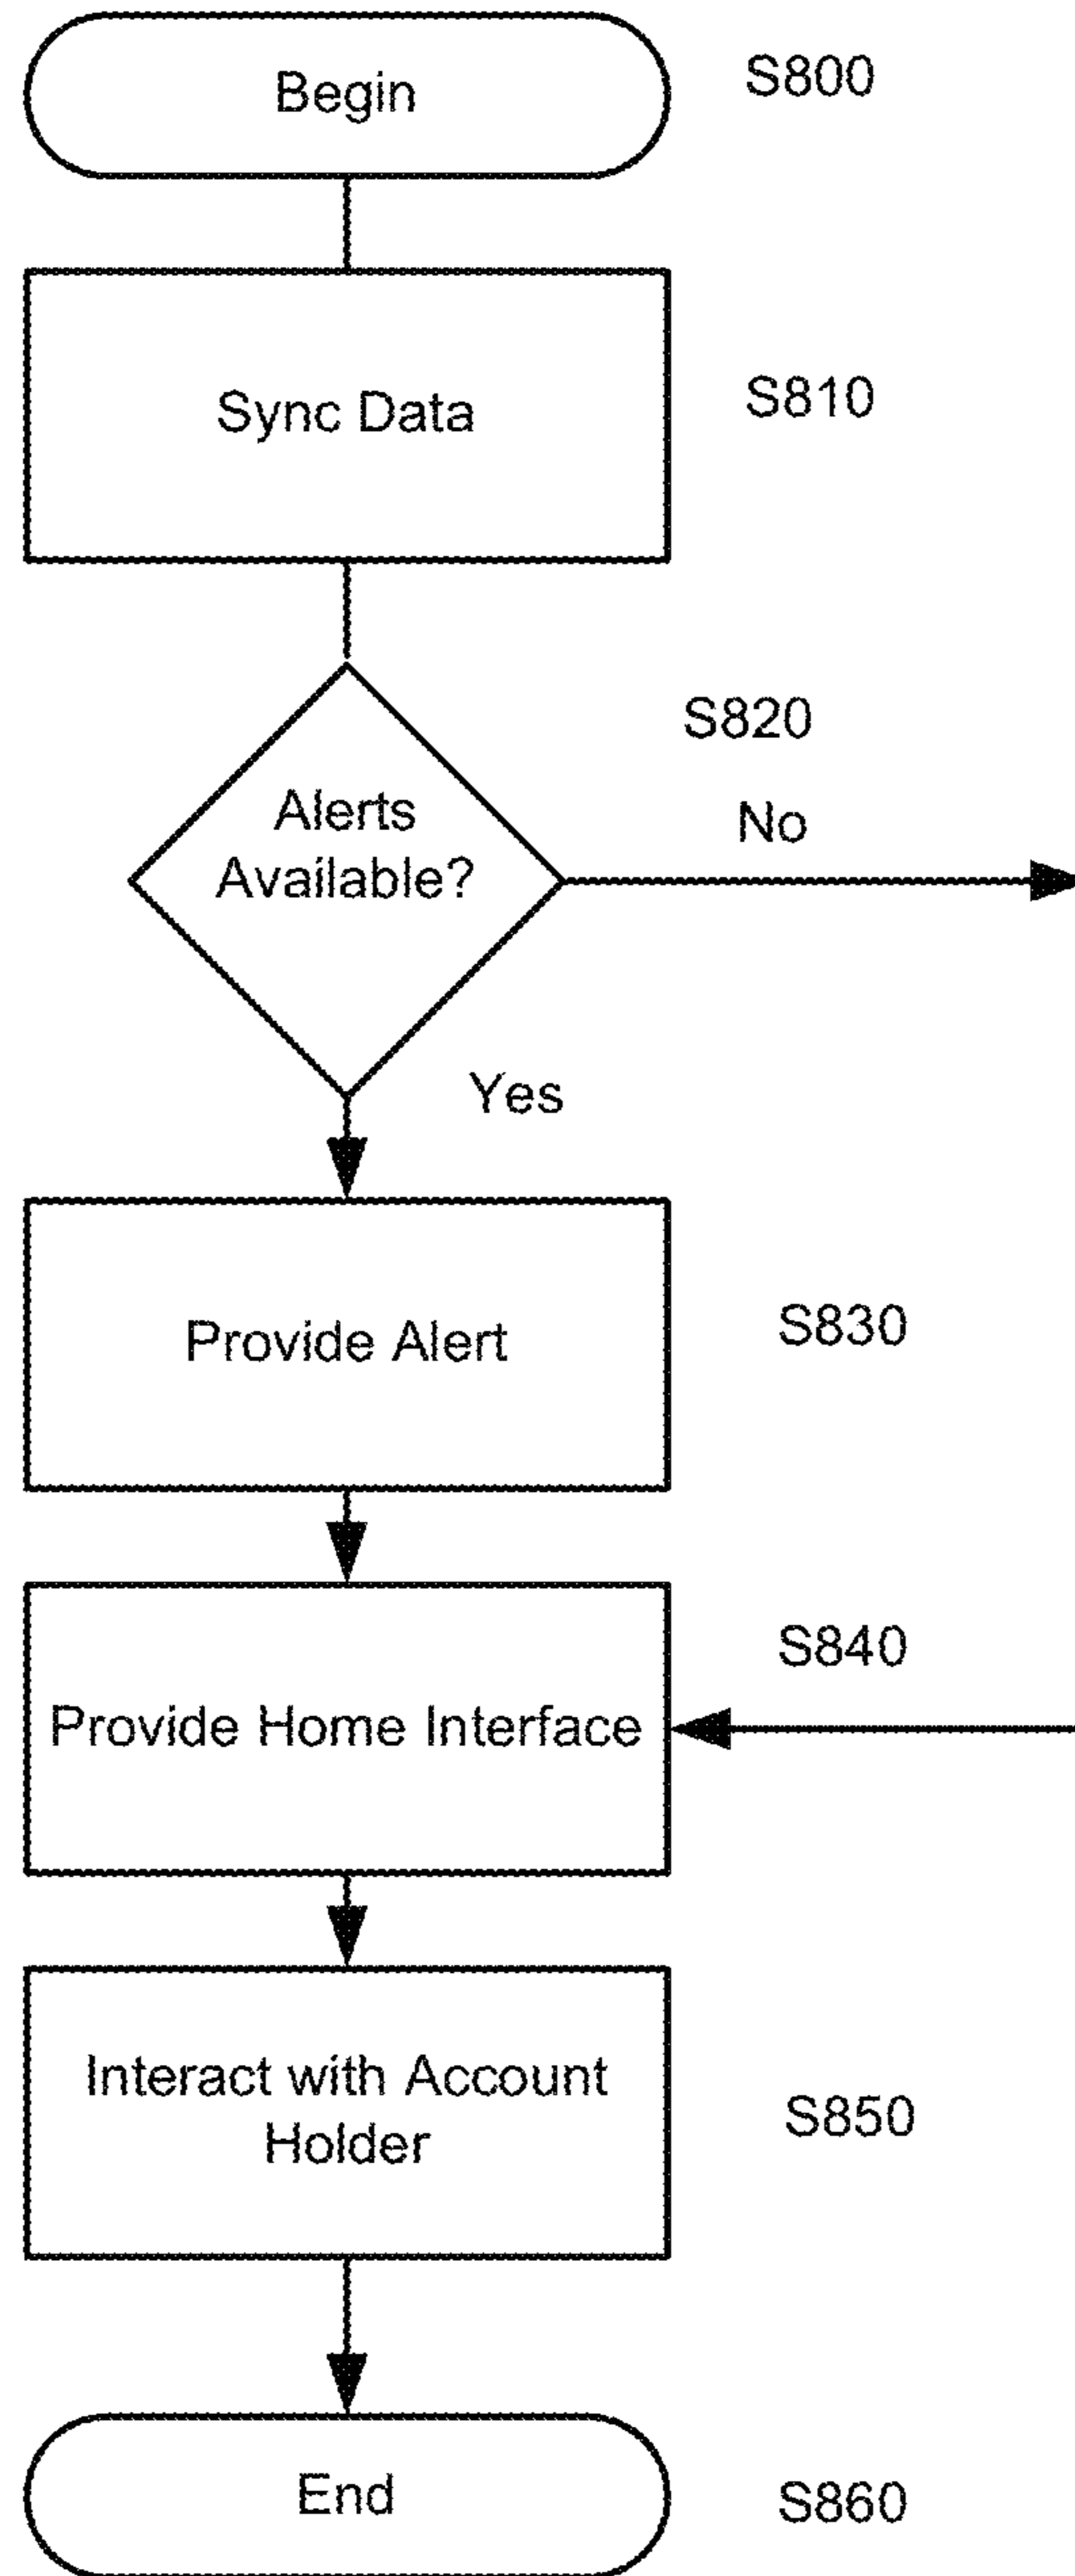 Begin
S800
Sync Data
S810
S820
Alerts
Available?
No
Yes
Provide Alert
S830
Provide Home Interface
S840
Interact with Account
Holder
S850
End
S860